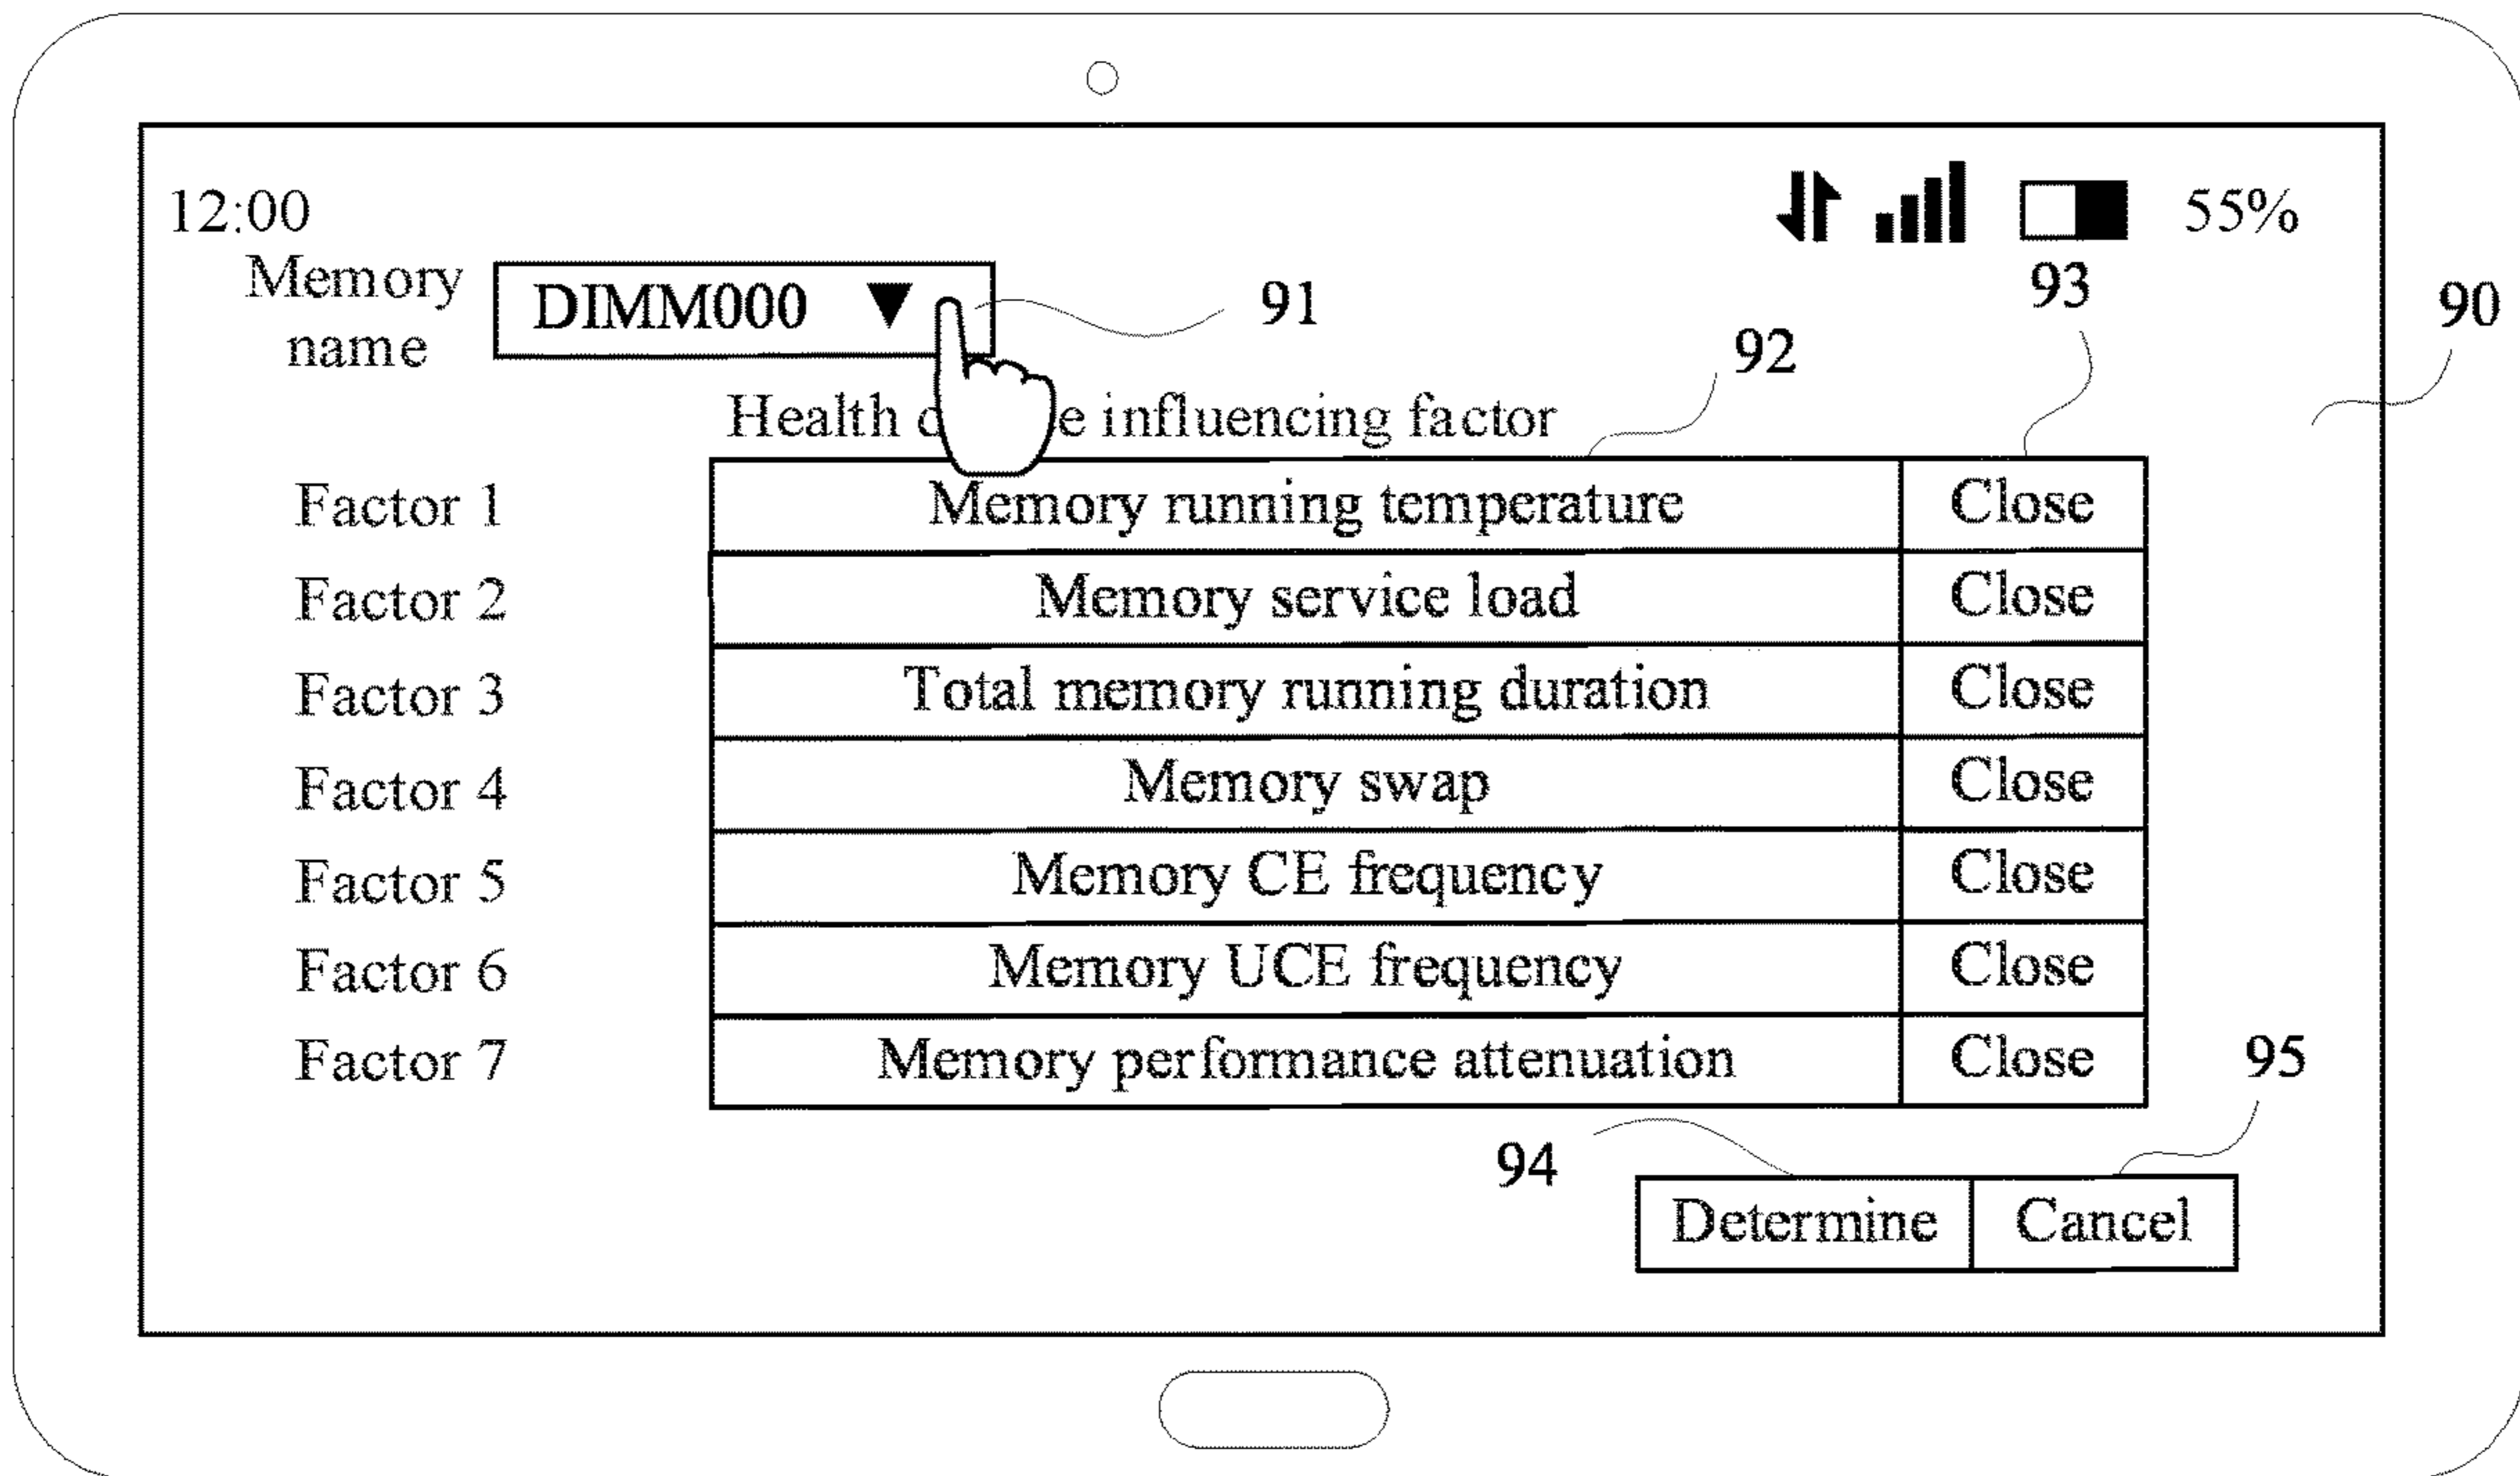 12:00 55%
Memory
name
DIMM000
91
93
90
92
Health influencing factor
Factor 1 Memory running temperature Close
Factor 2 Memory service load Close
Factor 3 Total memory running duration Close
Factor 4 Memory swap Close
Factor 5 Memory CE frequency Close
Factor 6 Memory UCE frequency Close
Factor 7 Memory performance attenuation Close
95
94
Determine Cancel